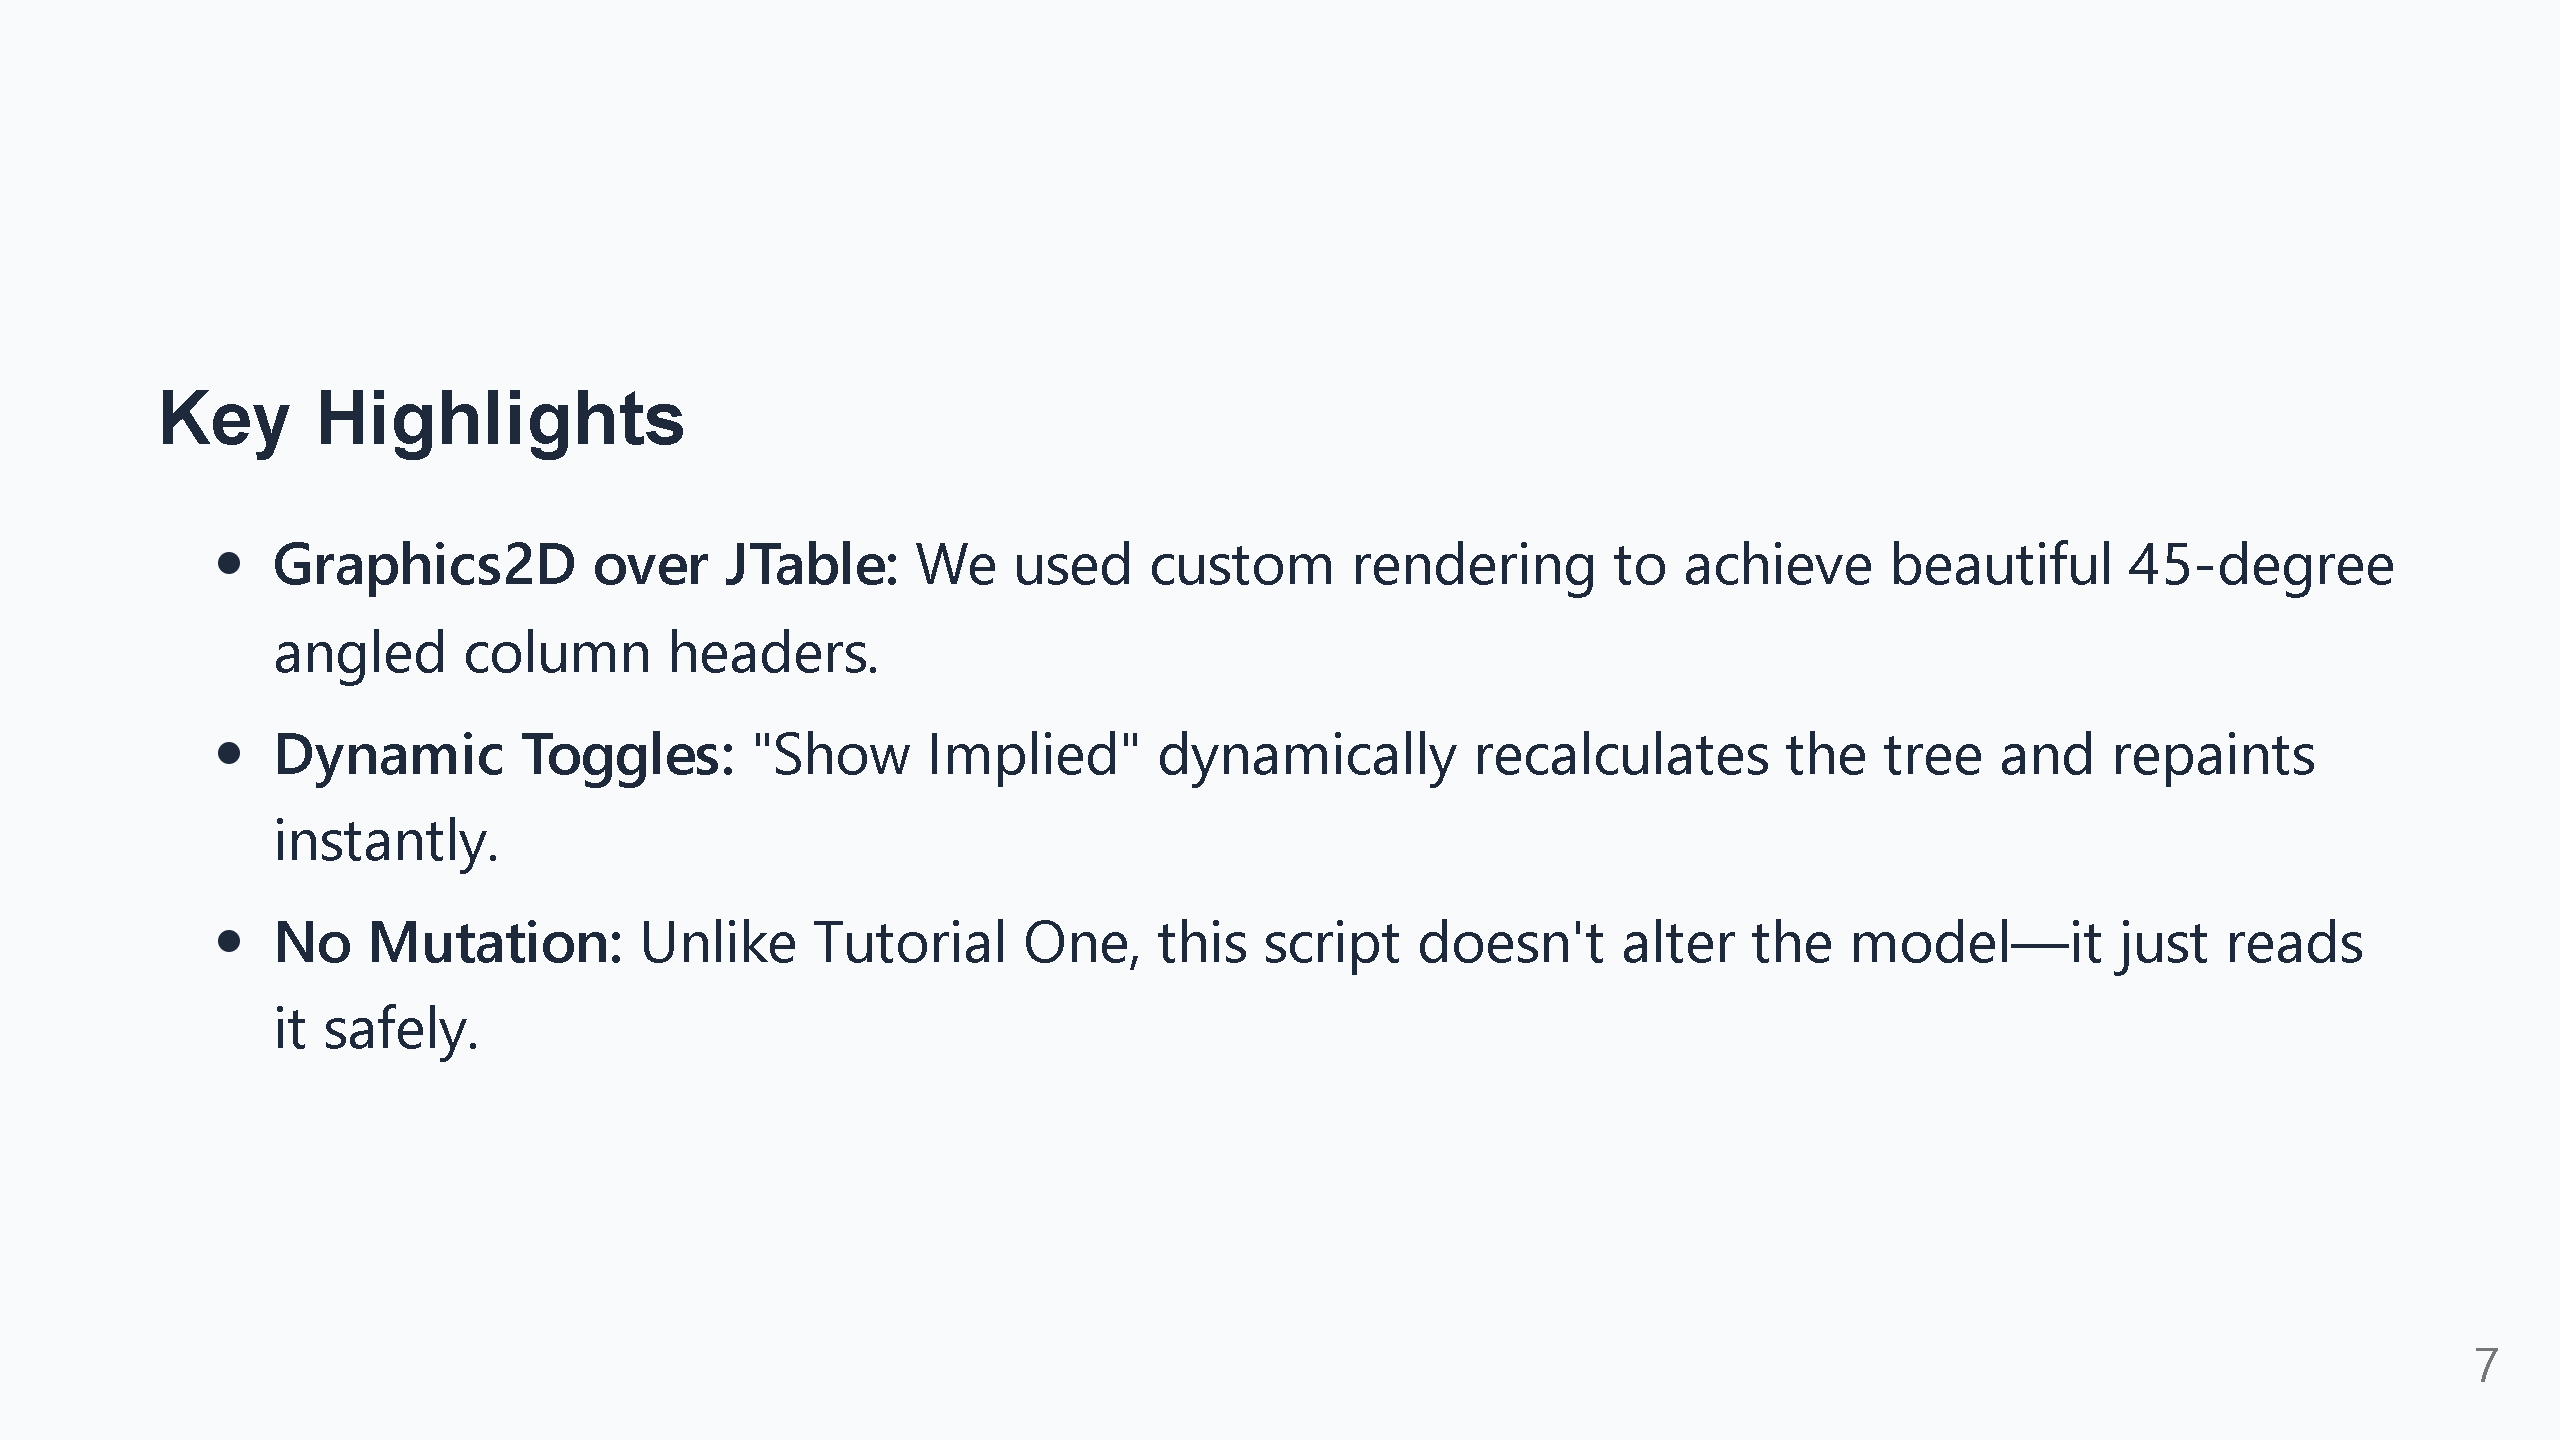 Key Highlights
• Graphics2D over JTable: We used custom rendering to achieve beautiful 45-degree
angled column headers.
• Dynamic Toggles: "Show Implied" dynamically recalculates the tree and repaints
instantly.
• No Mutation: Unlike Tutorial One, this script doesn't alter the model—it just reads
it safely.
7